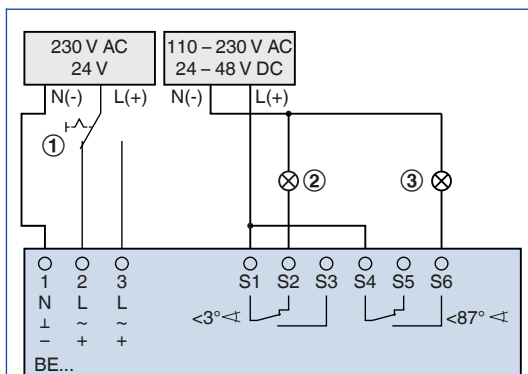 230 V AC
24 V
110 – 230 V AC
24 – 48 V DC
N(-) L(+) N(-) L(+)
①
② ③
1 2 3 S1 S2 S3 S4 S5 S6
N L L
<3°∢ <87°∢
⊥ ~ ~
− + +
BE...